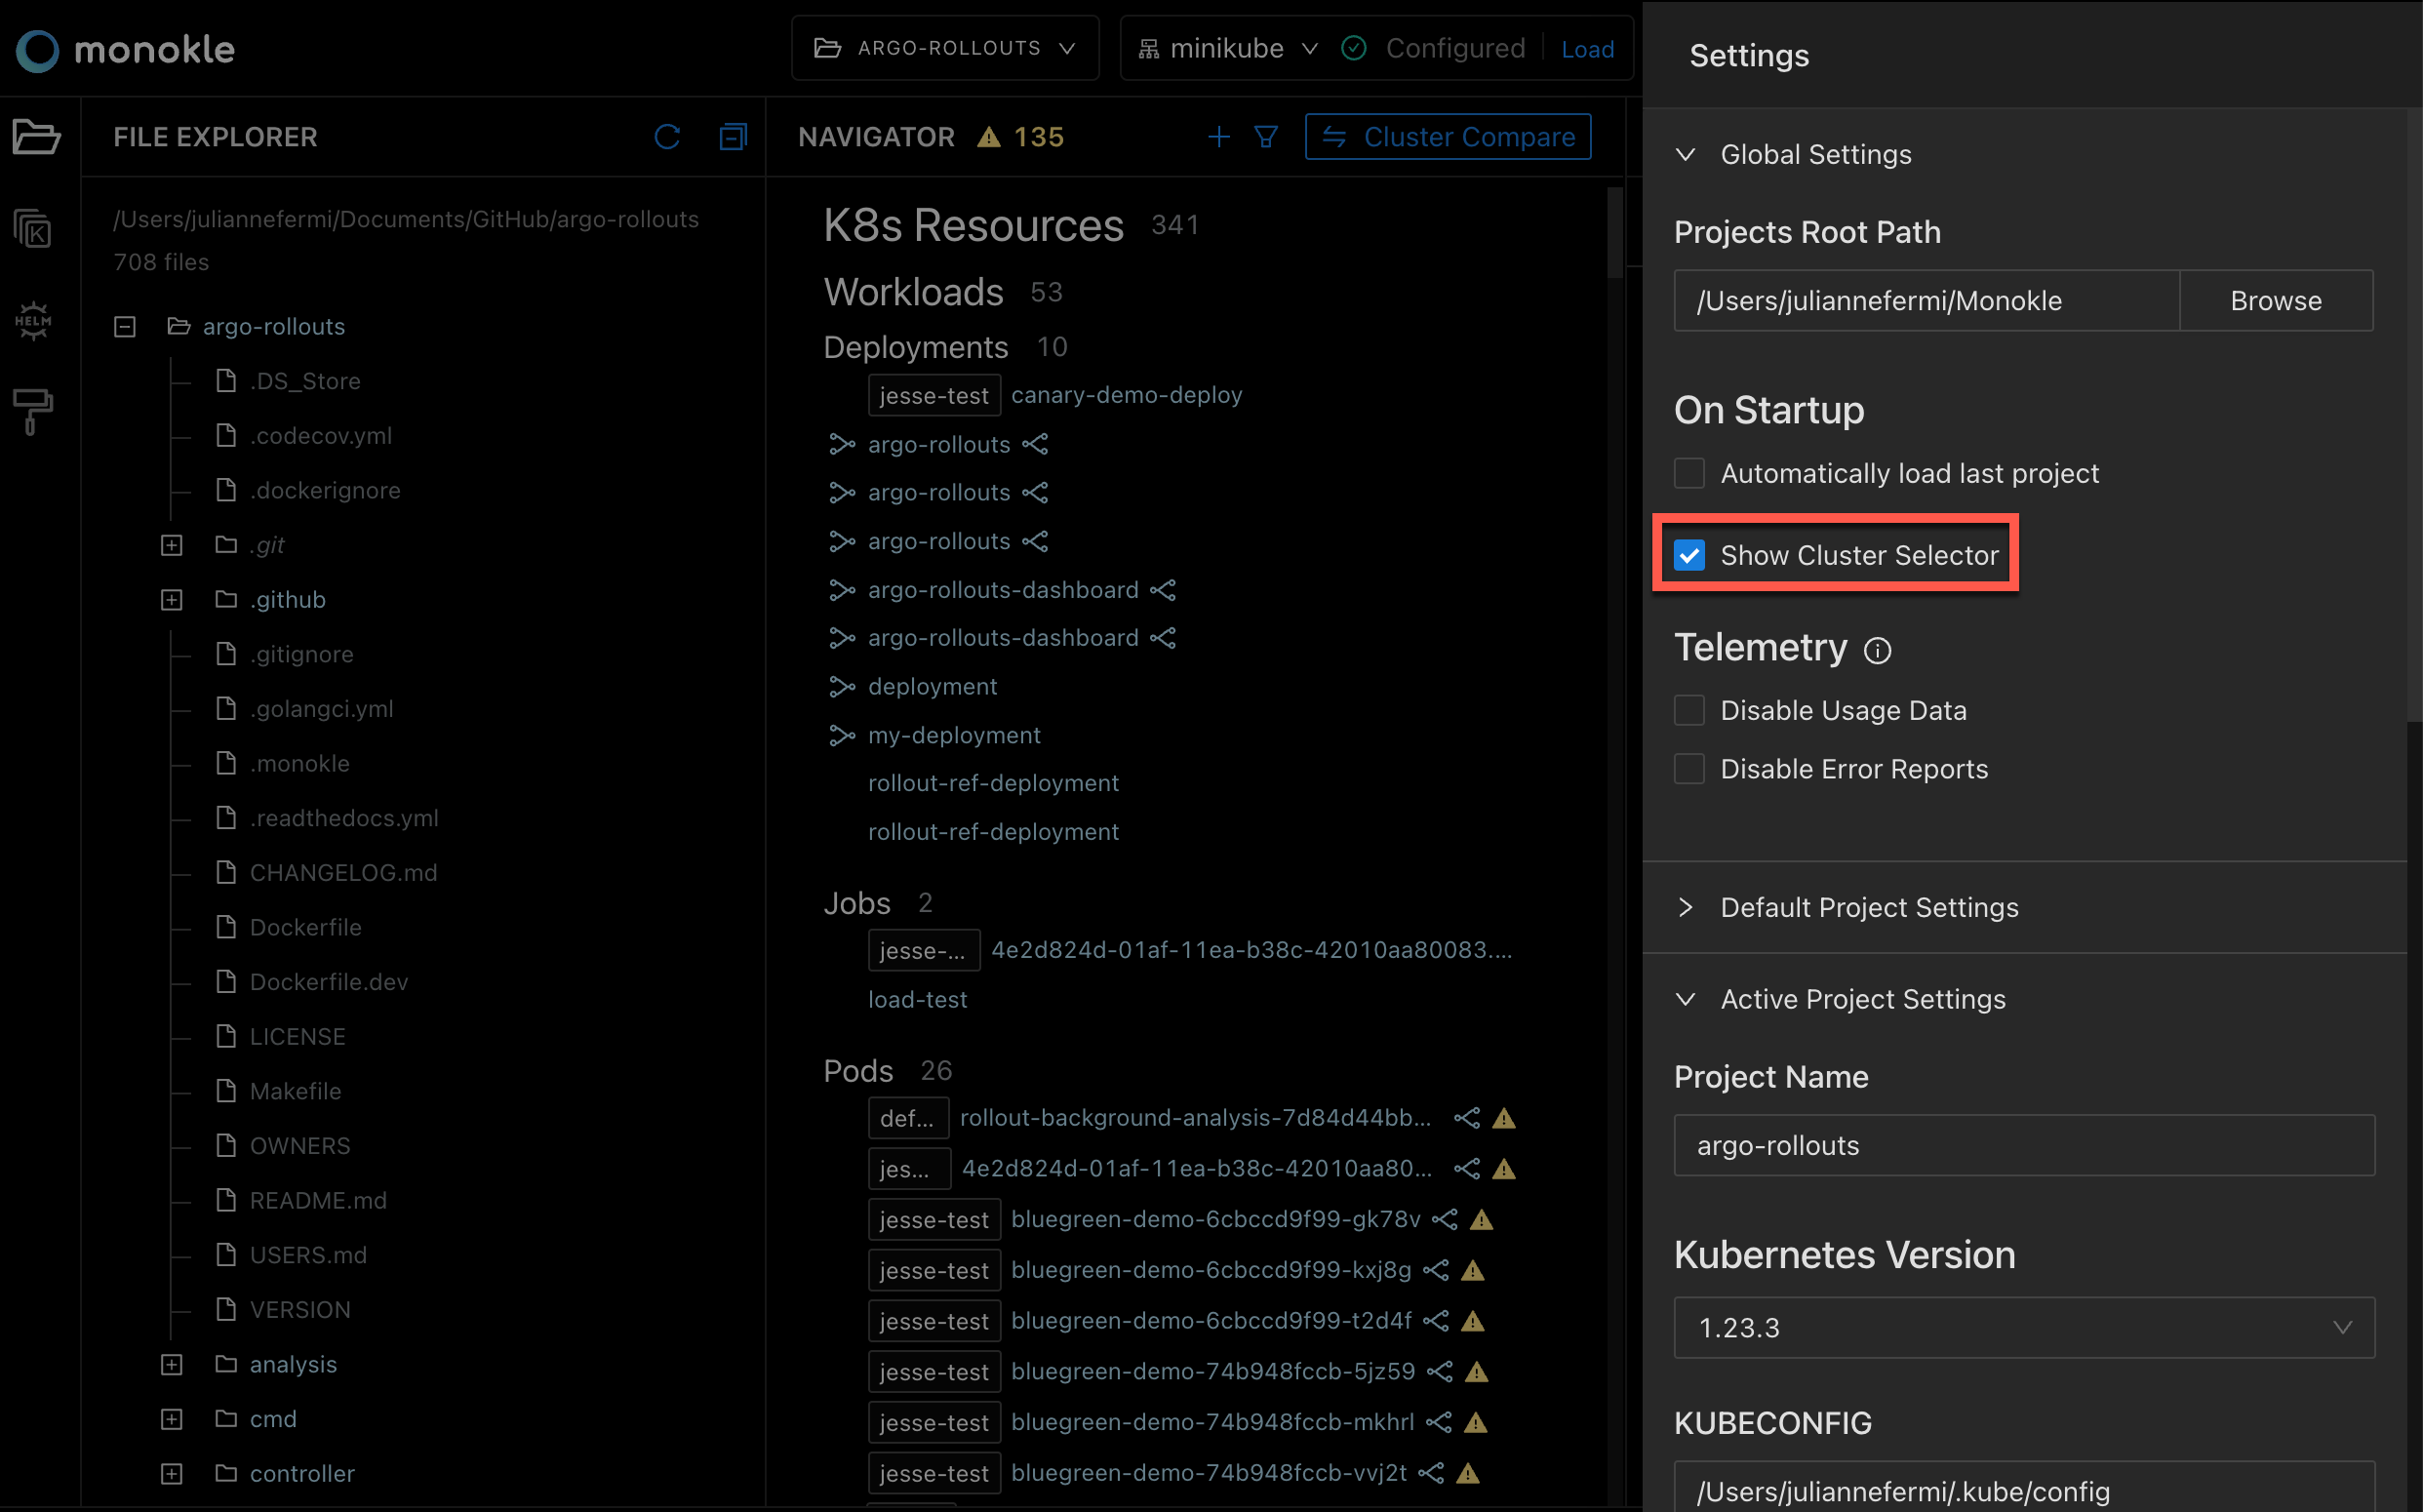 monokle
ARGO-ROLLOUTS
minikube Configured Load
FILE EXPLORER
/Users/juliannefermi/Documents/GitHub/argo-rollouts
708 files
argo-rollouts
.DS_Store
.codecov.yml
.dockerignore
.git
.github
.gitignore
.golangci.yml
.monokle
.readthedocs.yml
CHANGELOG.md
Dockerfile
Dockerfile.dev
LICENSE
Makefile
OWNERS
README.md
USERS.md
VERSION
analysis
cmd
controller
K
HELM
NAVIGATOR 135
Cluster Compare
K8s Resources 341
Workloads 53
Deployments 10
jesse-test canary-demo-deploy
argo-rollouts
argo-rollouts
argo-rollouts
argo-rollouts-dashboard
argo-rollouts-dashboard
deployment
my-deployment
rollout-ref-deployment
rollout-ref-deployment
Jobs 2
jesse-... 4e2d824d-01af-11ea-b38c-42010aa80083....
load-test
Pods 26
def... rollout-background-analysis-7d84d44bb...
jes... 4e2d824d-01af-11ea-b38c-42010aa80...
jesse-test bluegreen-demo-6cbccd9f99-gk78v
jesse-test bluegreen-demo-6cbccd9f99-kxj8g
jesse-test bluegreen-demo-6cbccd9f99-t2d4f
jesse-test bluegreen-demo-74b948fccb-5jz59
jesse-test bluegreen-demo-74b948fccb-mkhrl
jesse-test bluegreen-demo-74b948fccb-vvj2t
Settings
Global Settings
Projects Root Path
/Users/juliannefermi/Monokle Browse
On Startup
Automatically load last project
Show Cluster Selector
Telemetry
Disable Usage Data
Disable Error Reports
Default Project Settings
Active Project Settings
Project Name
argo-rollouts
Kubernetes Version
1.23.3
KUBECONFIG
/Users/juliannefermi/.kube/config